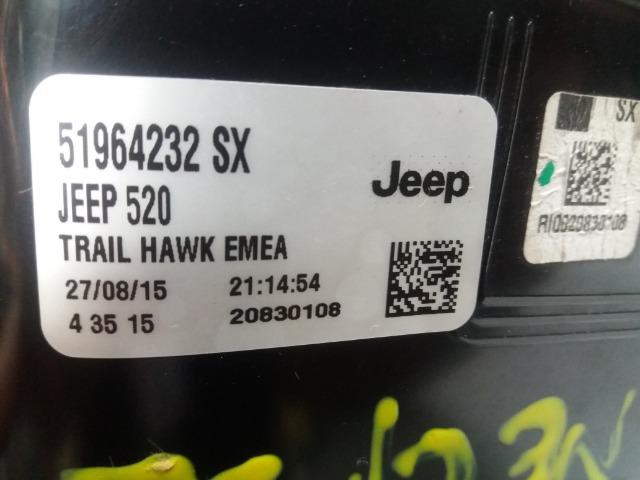 51964232 SX
JEEP 520
Jeep
TRAIL HAWK EMEA
27/08/15 21:14:54
4 35 15 20830108
SX